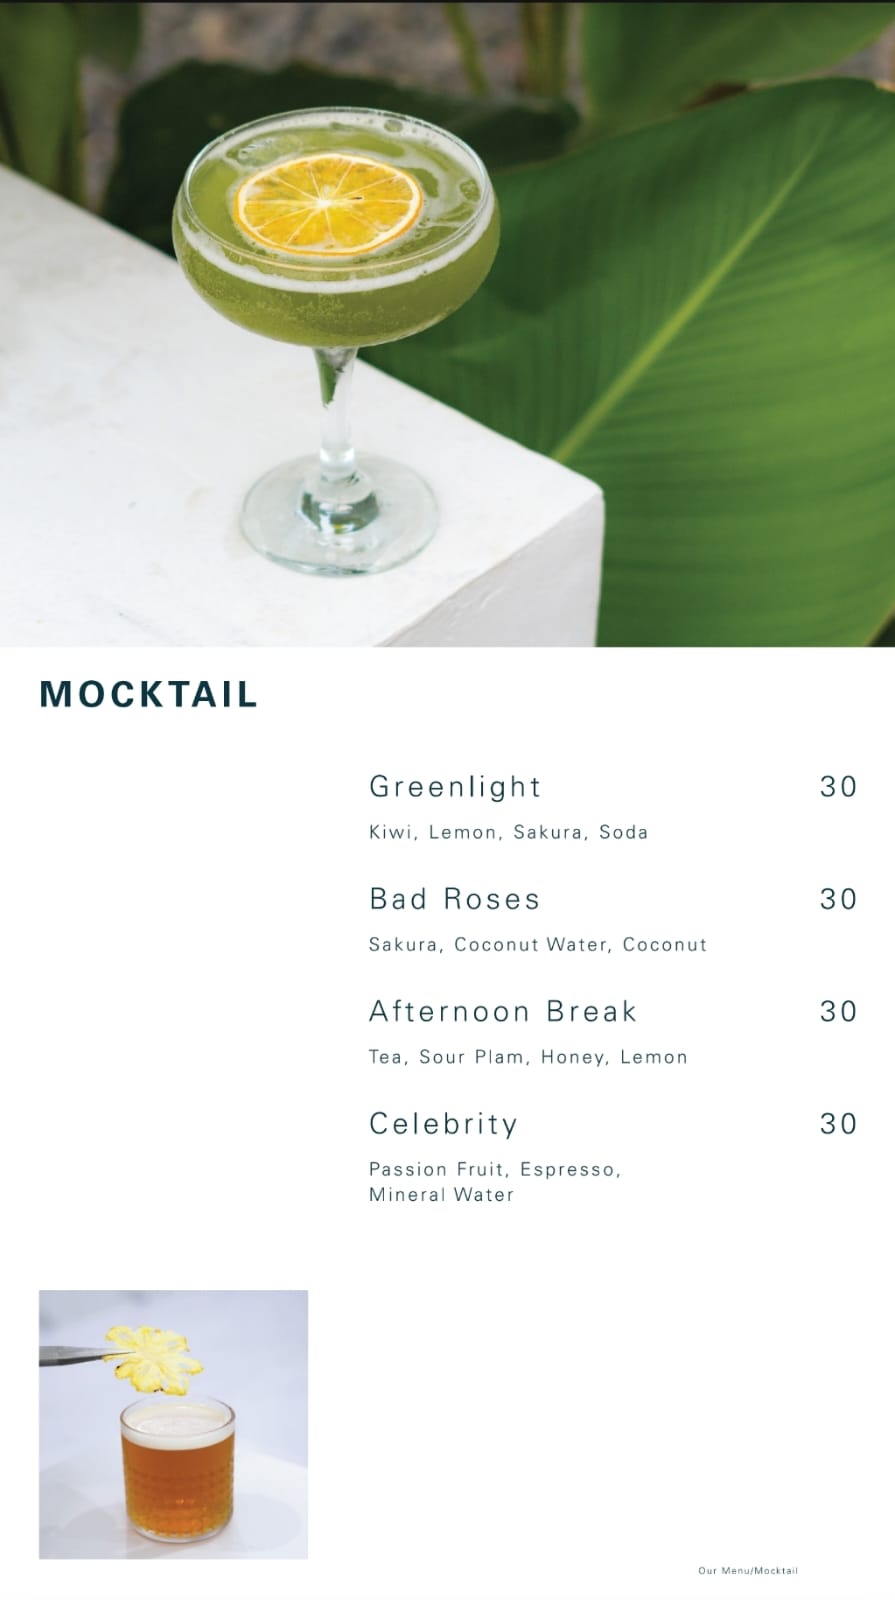 MOCKTAIL
Greenlight 30
Kiwi, Lemon, Sakura, Soda
Bad Roses 30
Sakura, Coconut Water, Coconut
Afternoon Break 30
Tea, Sour Plam, Honey, Lemon
Celebrity 30
Passion Fruit, Espresso,
Mineral Water
Our Menu/Mocktail